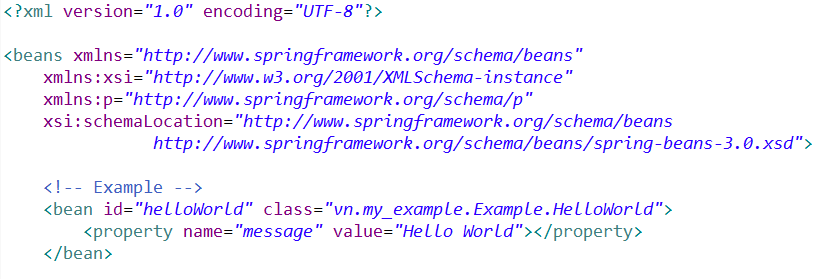 <?xml version="1.0" encoding="UTF-8"?>
<beans xmlns="http://www.springframework.org/schema/beans"
xmlns:xsi="http://www.w3.org/2001/XMLSchema-instance"
xmlns:p="http://www.springframework.org/schema/p"
xsi:schemaLocation="http://www.springframework.org/schema/beans
http://www.springframework.org/schema/beans/spring-beans-3.0.xsd">
<!-- Example -->
<bean id="helloWorld" class="vn.my_example.Example.HelloWorld">
<property name="message" value="Hello World"></property>
</bean>